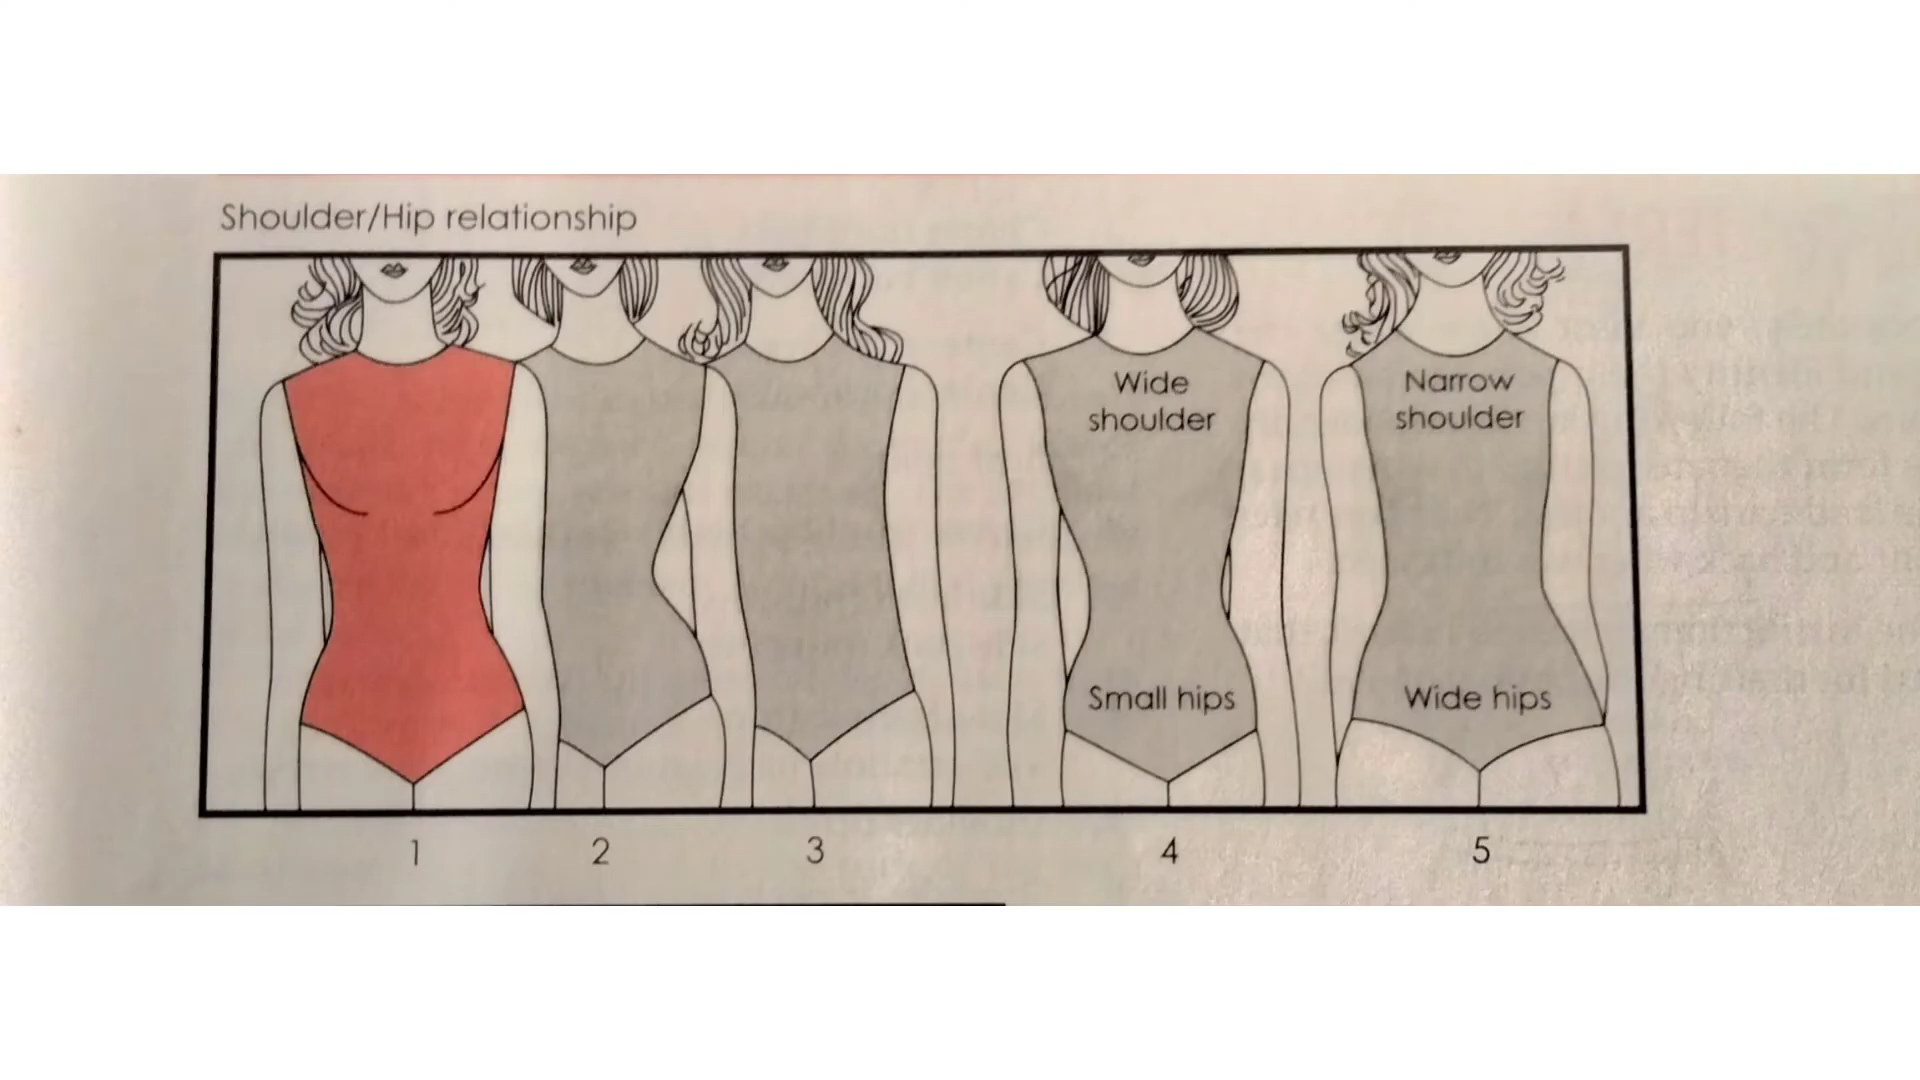 Shoulder/Hip relationship
Wide
shoulder
Narrow
shoulder
Small hips
Wide hips
1
2
3
4
5